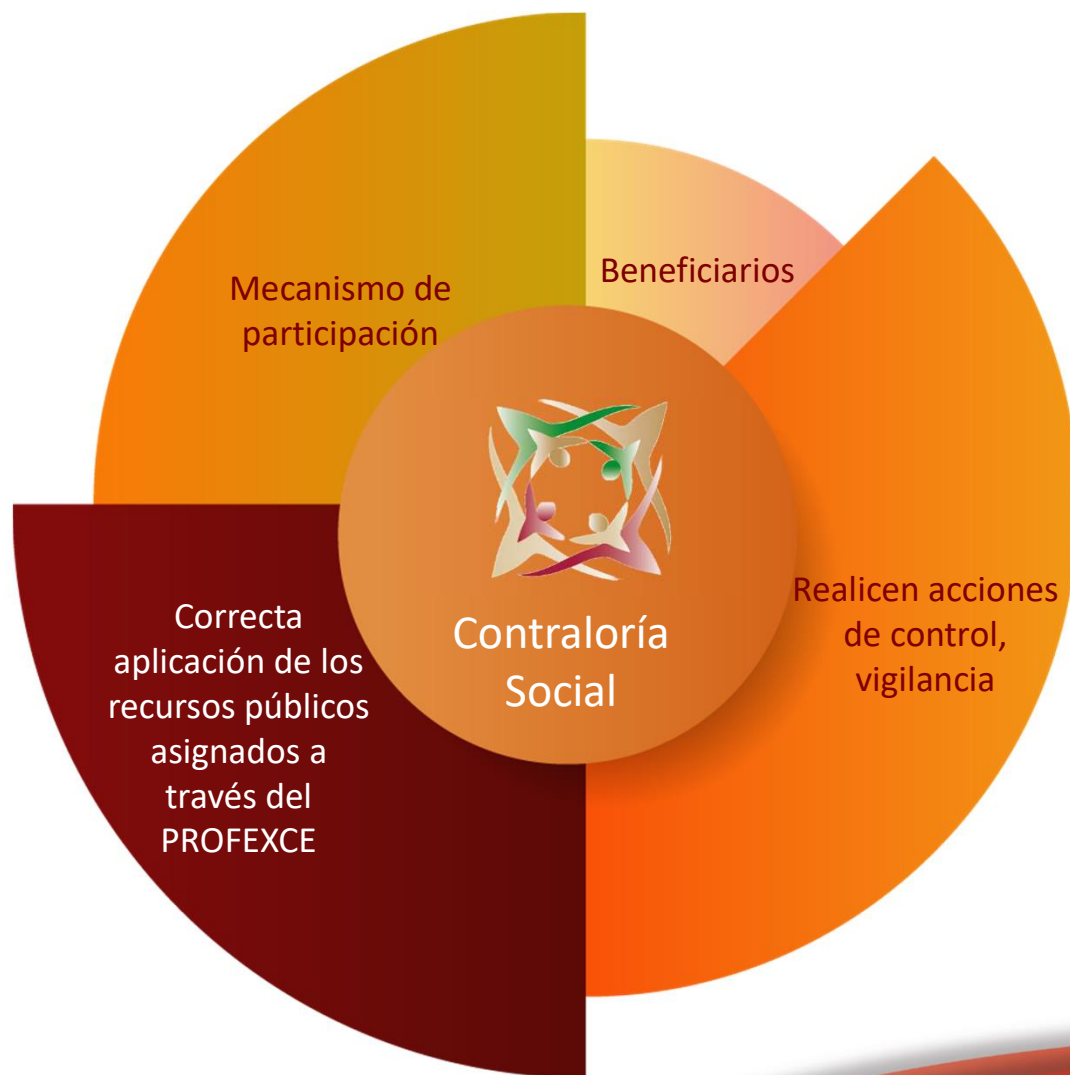 Mecanismo de
participación
Beneficiarios
Realicen acciones
de control,
vigilancia
Correcta
aplicación de los
recursos públicos
asignados a
través del
PROFEXCE
Contraloría
Social